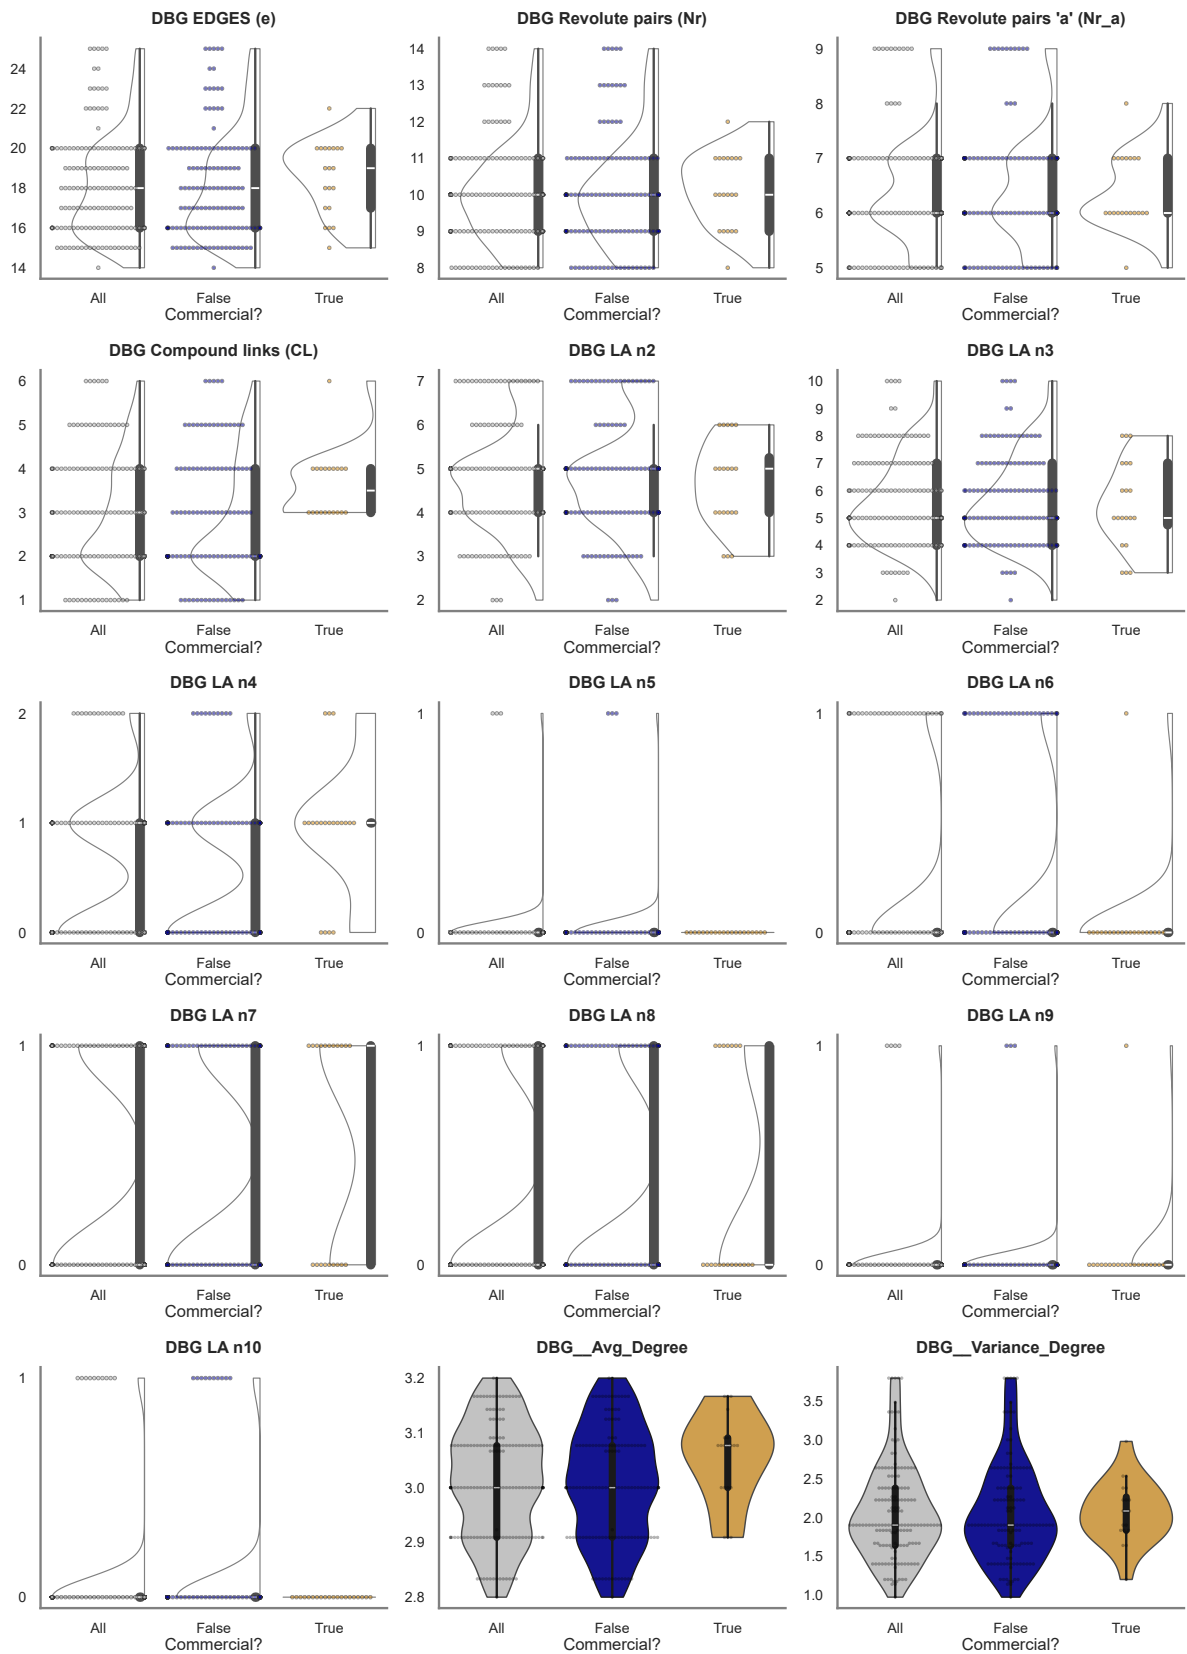 DBG EDGES (e)
DBG Revolute pairs (Nr)
DBG Revolute pairs 'a' (Nr_a)
24
22
20
18
16
14
All
False
True
Commercial?
14
13
12
11
10
9
8
All
False
True
Commercial?
9
8
7
6
5
All
False
True
Commercial?
DBG Compound links (CL)
DBG LA n2
DBG LA n3
6
5
4
3
2
1
All
False
True
Commercial?
7
6
5
4
3
2
All
False
True
Commercial?
10
9
8
7
6
5
4
3
2
All
False
True
Commercial?
DBG LA n4
DBG LA n5
DBG LA n6
2
1
0
All
False
True
Commercial?
1
0
All
False
True
Commercial?
1
0
All
False
True
Commercial?
DBG LA n7
DBG LA n8
DBG LA n9
1
0
All
False
True
Commercial?
1
0
All
False
True
Commercial?
1
0
All
False
True
Commercial?
DBG LA n10
DBG__Avg_Degree
DBG__Variance_Degree
1
0
All
False
True
Commercial?
3.2
3.1
3.0
2.9
2.8
All
False
True
Commercial?
3.5
3.0
2.5
2.0
1.5
1.0
All
False
True
Commercial?